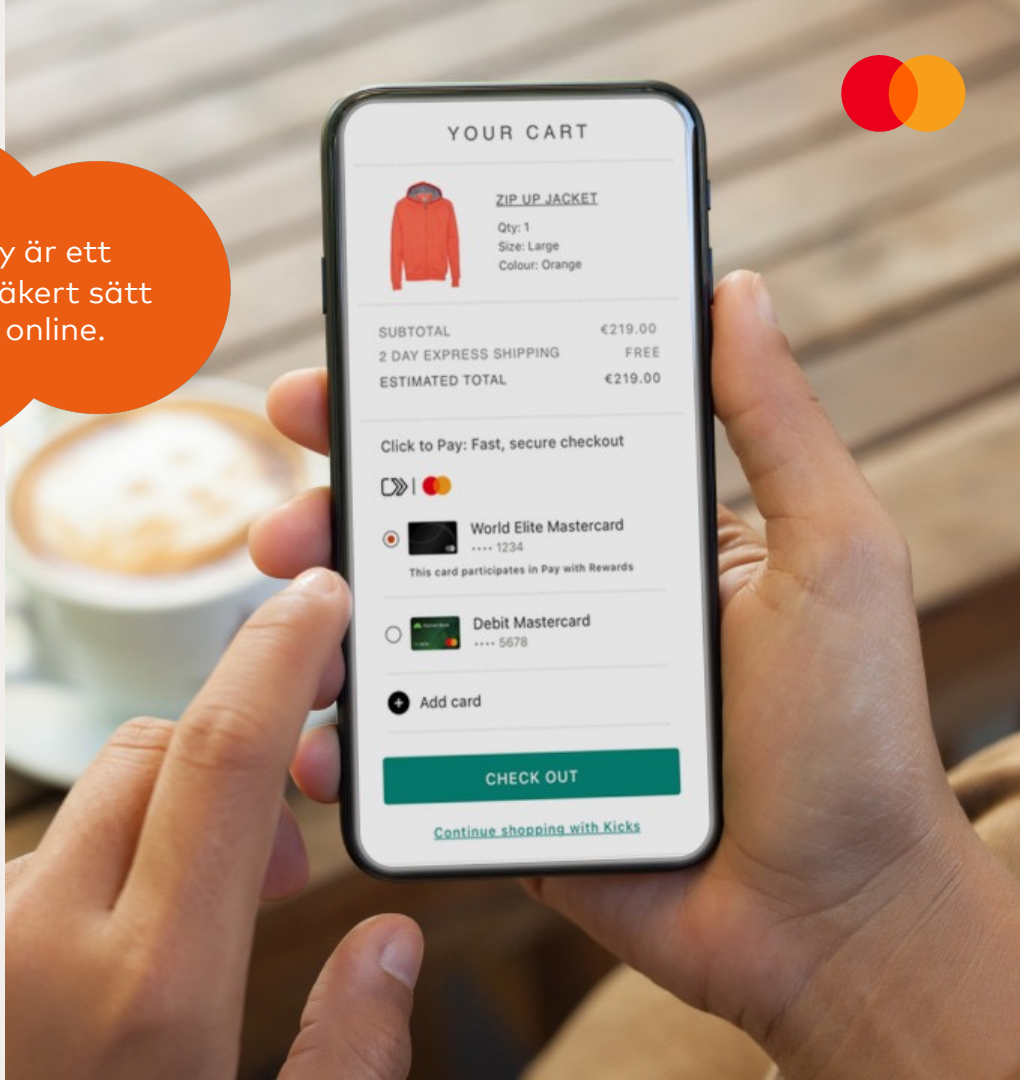 y är ett
äkert sätt
online.
YOUR CART
ZIP UP JACKET
Qty: 1
Size: Large
Colour: Orange
SUBTOTAL €219.00
2 DAY EXPRESS SHIPPING FREE
ESTIMATED TOTAL €219.00
Click to Pay: Fast, secure checkout
World Elite Mastercard
•••• 1234
This card participates in Pay with Rewards
Debit Mastercard
•••• 5678
Add card
CHECK OUT
Continue shopping with Kicks